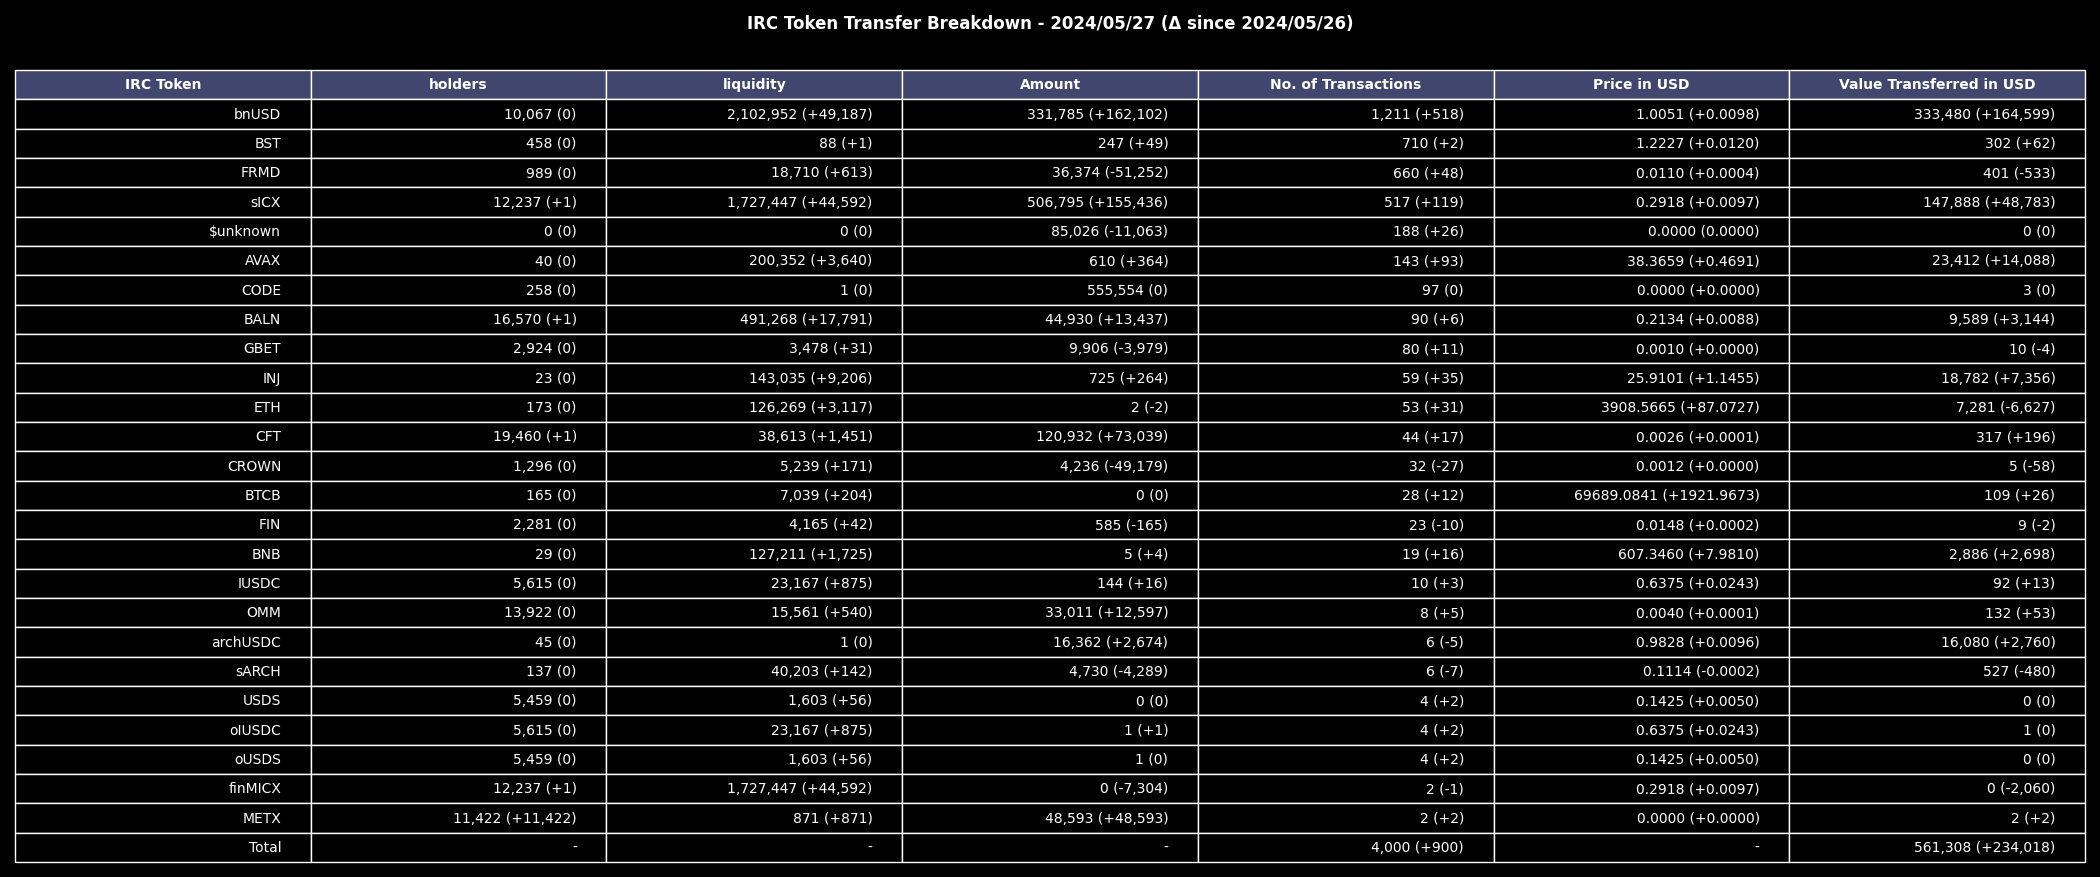 IRC Token Transfer Breakdown - 2024/05/27 (Δ since 2024/05/26)
IRC Token holders liquidity Amount No. of Transactions Price in USD Value Transferred in USD
bnUSD 10,067 (0) 2,102,952 (+49,187) 331,785 (+162,102) 1,211 (+518) 1.0051 (+0.0098) 333,480 (+164,599)
BST 458 (0) 88 (+1) 247 (+49) 710 (+2) 1.2227 (+0.0120) 302 (+62)
FRMD 989 (0) 18,710 (+613) 36,374 (-51,252) 660 (+48) 0.0110 (+0.0004) 401 (-533)
sICX 12,237 (+1) 1,727,447 (+44,592) 506,795 (+155,436) 517 (+119) 0.2918 (+0.0097) 147,888 (+48,783)
$unknown 0 (0) 0 (0) 85,026 (-11,063) 188 (+26) 0.0000 (0.0000) 0 (0)
AVAX 40 (0) 200,352 (+3,640) 610 (+364) 143 (+93) 38.3659 (+0.4691) 23,412 (+14,088)
CODE 258 (0) 1 (0) 555,554 (0) 97 (0) 0.0000 (+0.0000) 3 (0)
BALN 16,570 (+1) 491,268 (+17,791) 44,930 (+13,437) 90 (+6) 0.2134 (+0.0088) 9,589 (+3,144)
GBET 2,924 (0) 3,478 (+31) 9,906 (-3,979) 80 (+11) 0.0010 (+0.0000) 10 (-4)
INJ 23 (0) 143,035 (+9,206) 725 (+264) 59 (+35) 25.9101 (+1.1455) 18,782 (+7,356)
ETH 173 (0) 126,269 (+3,117) 2 (-2) 53 (+31) 3908.5665 (+87.0727) 7,281 (-6,627)
CFT 19,460 (+1) 38,613 (+1,451) 120,932 (+73,039) 44 (+17) 0.0026 (+0.0001) 317 (+196)
CROWN 1,296 (0) 5,239 (+171) 4,236 (-49,179) 32 (-27) 0.0012 (+0.0000) 5 (-58)
BTCB 165 (0) 7,039 (+204) 0 (0) 28 (+12) 69689.0841 (+1921.9673) 109 (+26)
FIN 2,281 (0) 4,165 (+42) 585 (-165) 23 (-10) 0.0148 (+0.0002) 9 (-2)
BNB 29 (0) 127,211 (+1,725) 5 (+4) 19 (+16) 607.3460 (+7.9810) 2,886 (+2,698)
IUSDC 5,615 (0) 23,167 (+875) 144 (+16) 10 (+3) 0.6375 (+0.0243) 92 (+13)
OMM 13,922 (0) 15,561 (+540) 33,011 (+12,597) 8 (+5) 0.0040 (+0.0001) 132 (+53)
archUSDC 45 (0) 1 (0) 16,362 (+2,674) 6 (-5) 0.9828 (+0.0096) 16,080 (+2,760)
sARCH 137 (0) 40,203 (+142) 4,730 (-4,289) 6 (-7) 0.1114 (-0.0002) 527 (-480)
USDS 5,459 (0) 1,603 (+56) 0 (0) 4 (+2) 0.1425 (+0.0050) 0 (0)
oIUSDC 5,615 (0) 23,167 (+875) 1 (+1) 4 (+2) 0.6375 (+0.0243) 1 (0)
oUSDS 5,459 (0) 1,603 (+56) 1 (0) 4 (+2) 0.1425 (+0.0050) 0 (0)
finMICX 12,237 (+1) 1,727,447 (+44,592) 0 (-7,304) 2 (-1) 0.2918 (+0.0097) 0 (-2,060)
METX 11,422 (+11,422) 871 (+871) 48,593 (+48,593) 2 (+2) 0.0000 (+0.0000) 2 (+2)
Total - - - 4,000 (+900) - 561,308 (+234,018)